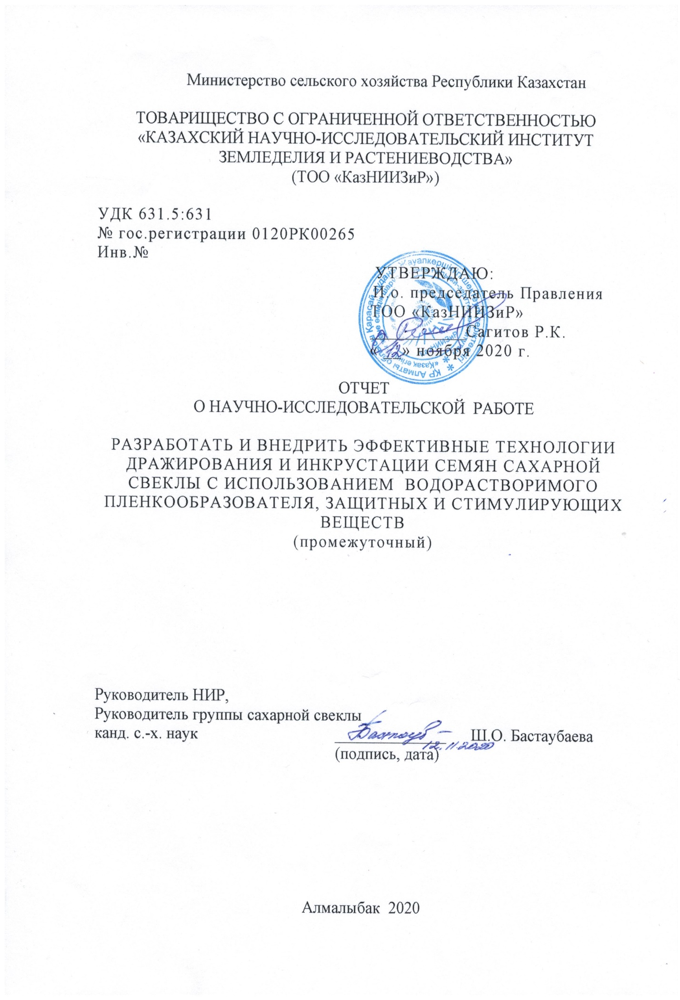 Министерство сельского хозяйства Республики Казахстан
ТОВАРИЩЕСТВО С ОГРАНИЧЕННОЙ ОТВЕТСТВЕННОСТЬЮ
«КАЗАХСКИЙ НАУЧНО-ИССЛЕДОВАТЕЛЬСКИЙ ИНСТИТУТ
ЗЕМЛЕДЕЛИЯ И РАСТЕНИЕВОДСТВА»
(ТОО «КазНИИЗиР»)
УДК 631.5:631
№ гос.регистрации 0120РК00265
Инв.№
УТВЕРЖДАЮ:
И.о. председатель Правления
ТОО «КазНИИЗиР»
Сагитов Р.К.
« 12 » ноября 2020 г.
ОТЧЕТ
О НАУЧНО-ИССЛЕДОВАТЕЛЬСКОЙ РАБОТЕ
РАЗРАБОТАТЬ И ВНЕДРИТЬ ЭФФЕКТИВНЫЕ ТЕХНОЛОГИИ
ДРАЖИРОВАНИЯ И ИНКРУСТАЦИИ СЕМЯН САХАРНОЙ
СВЕКЛЫ С ИСПОЛЬЗОВАНИЕМ ВОДОРАСТВОРИМОГО
ПЛЕНКООБРАЗОВАТЕЛЯ, ЗАЩИТНЫХ И СТИМУЛИРУЮЩИХ
ВЕЩЕСТВ
(промежуточный)
Руководитель НИР,
Руководитель группы сахарной свеклы
канд. с.-х. наук Ш.О. Бастаубаева
12.11.2020
(подпись, дата)
Алмалыбак 2020